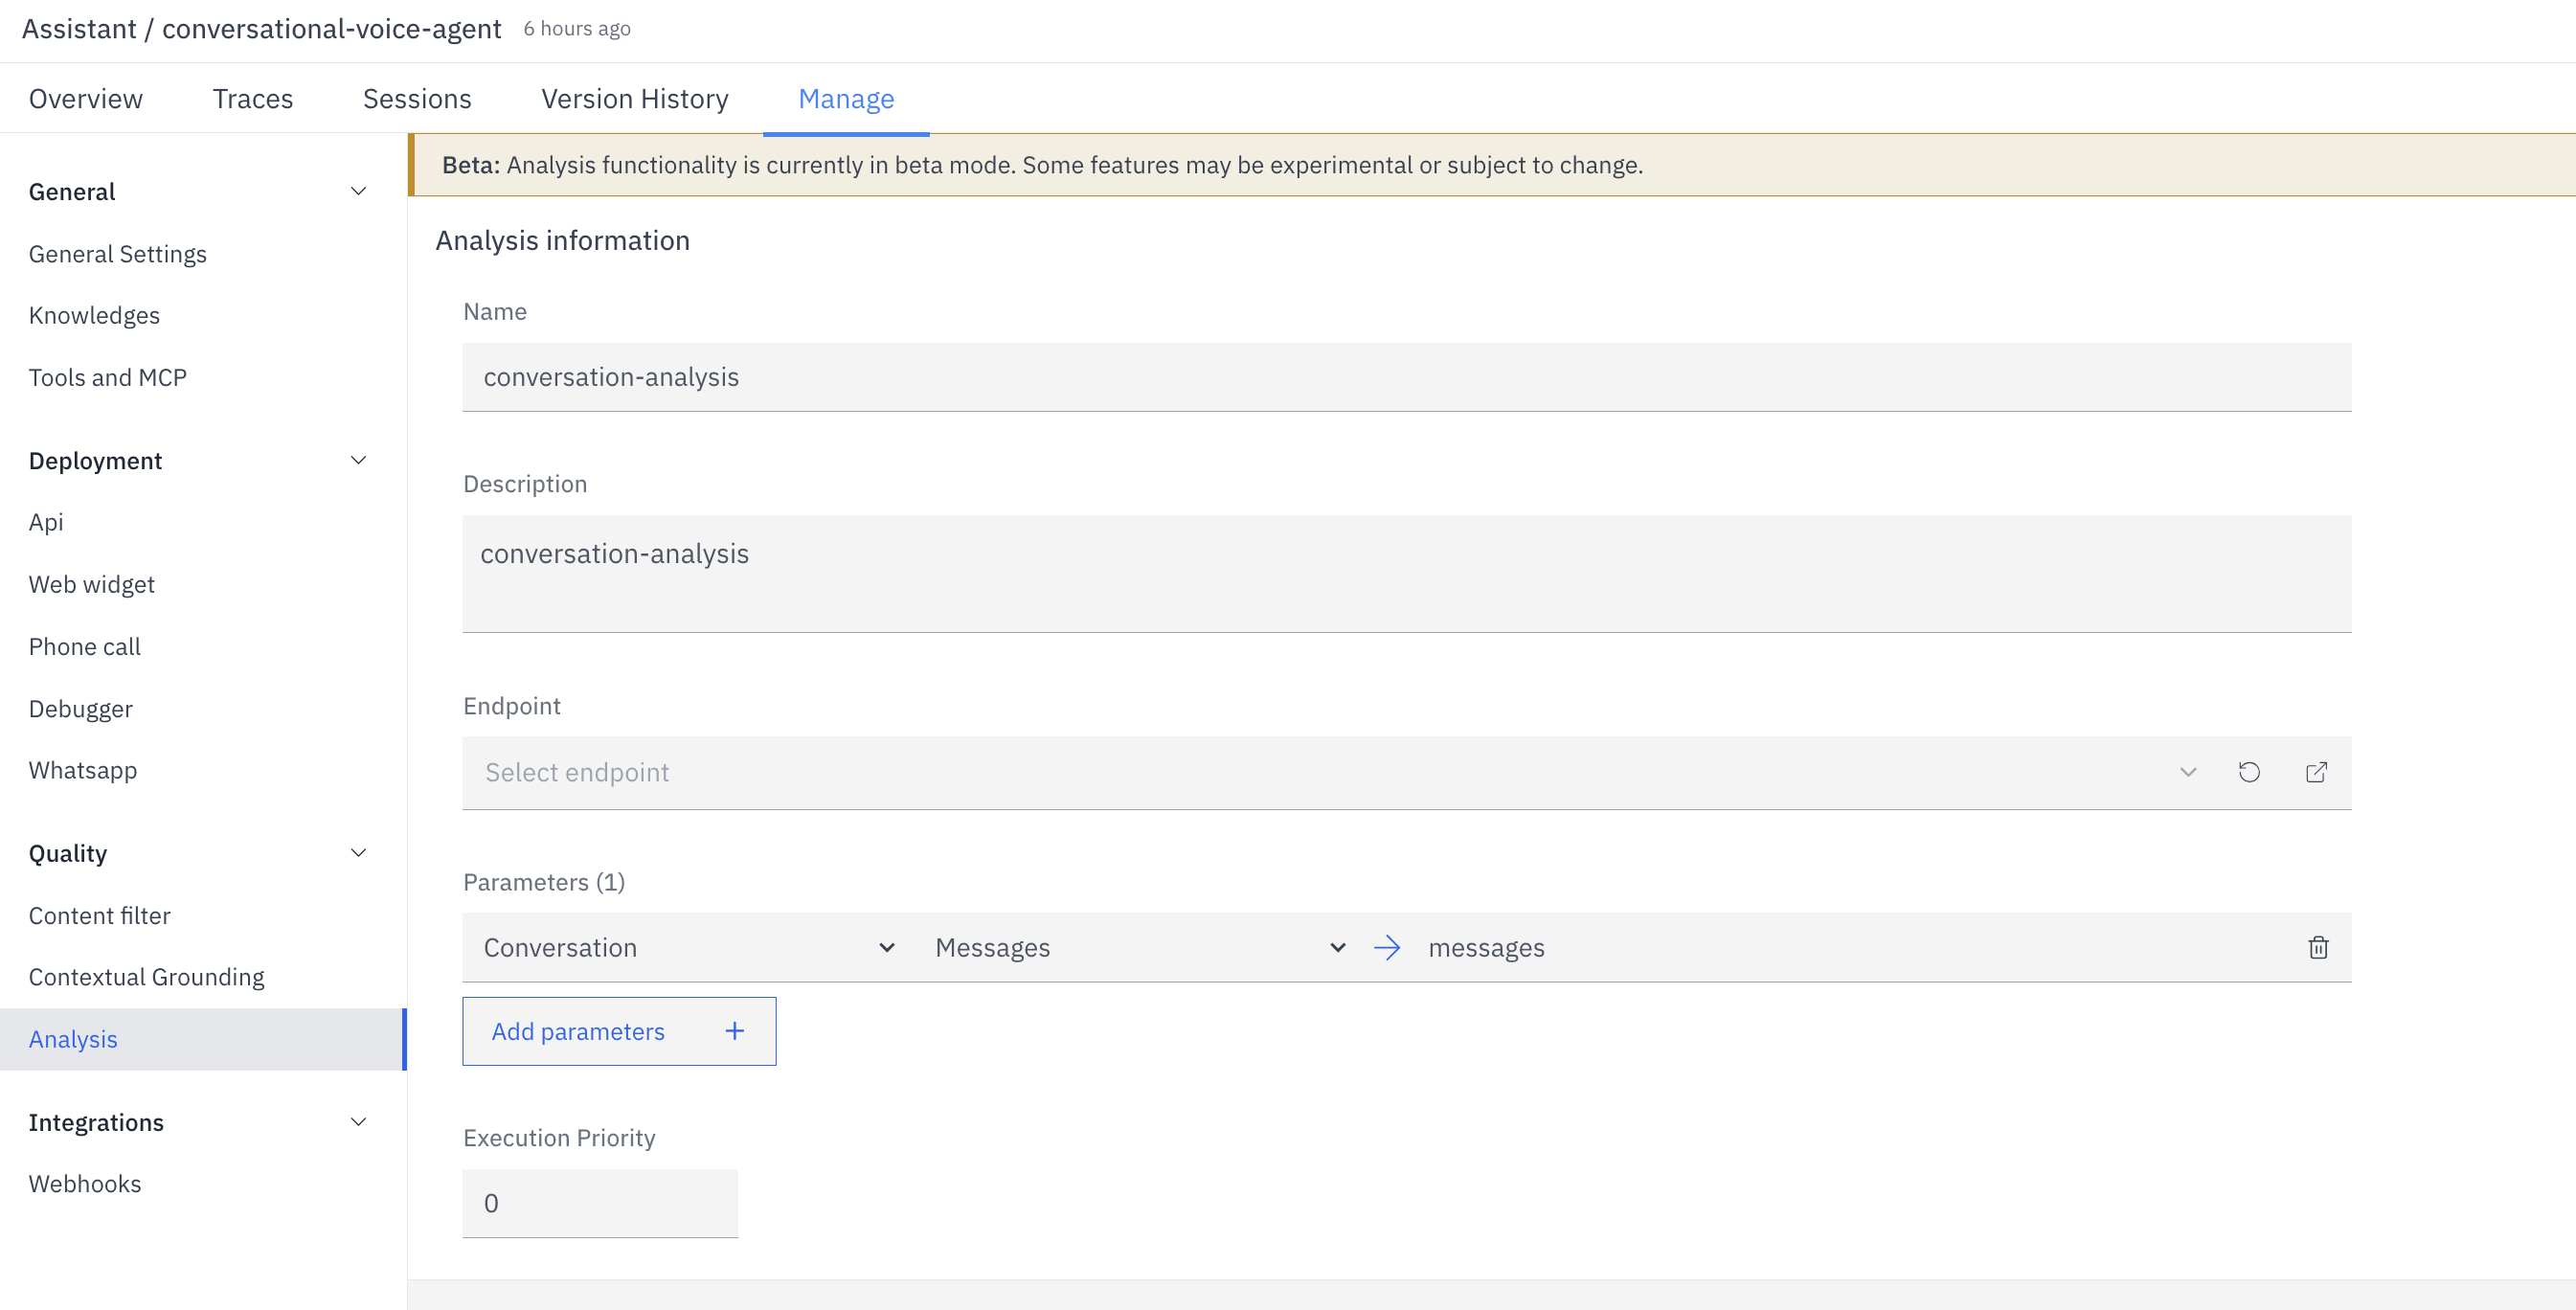 Assistant / conversational-voice-agent 6 hours ago
Overview Traces Sessions Version History Manage
General
General Settings
Knowledges
Tools and MCP
Deployment
Api
Web widget
Phone call
Debugger
Whatsapp
Quality
Content filter
Contextual Grounding
Analysis
Integrations
Webhooks
Beta: Analysis functionality is currently in beta mode. Some features may be experimental or subject to change.
Analysis information
Name
conversation-analysis
Description
conversation-analysis
Endpoint
Select endpoint
Parameters (1)
Conversation Messages → messages
Add parameters +
Execution Priority
0